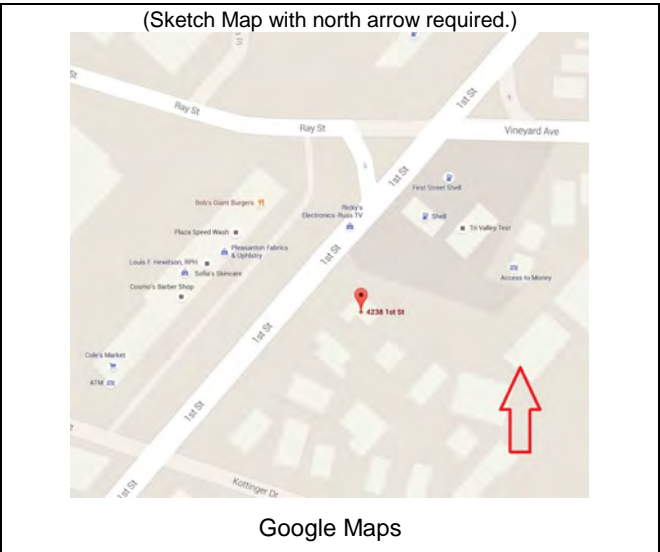 (Sketch Map with north arrow required.)
St
Ray St
Ray St
1st St
Vineyard Ave
1st St
First Street Shell
Bob's Giant Burgers
Ricky's
Electronics-Russ TV
Shell
Tri Valley Test
Plaza Speed Wash
Pleasanton Fabrics
& Uphlstry
1st St
Louis F. Hewitson, RPH
Sofia's Skincare
Access to Money
Cosmo's Barber Shop
4238 1st St
1st St
Cole's Market
ATM
1st St
Kottinger Dr
1st St
Google Maps